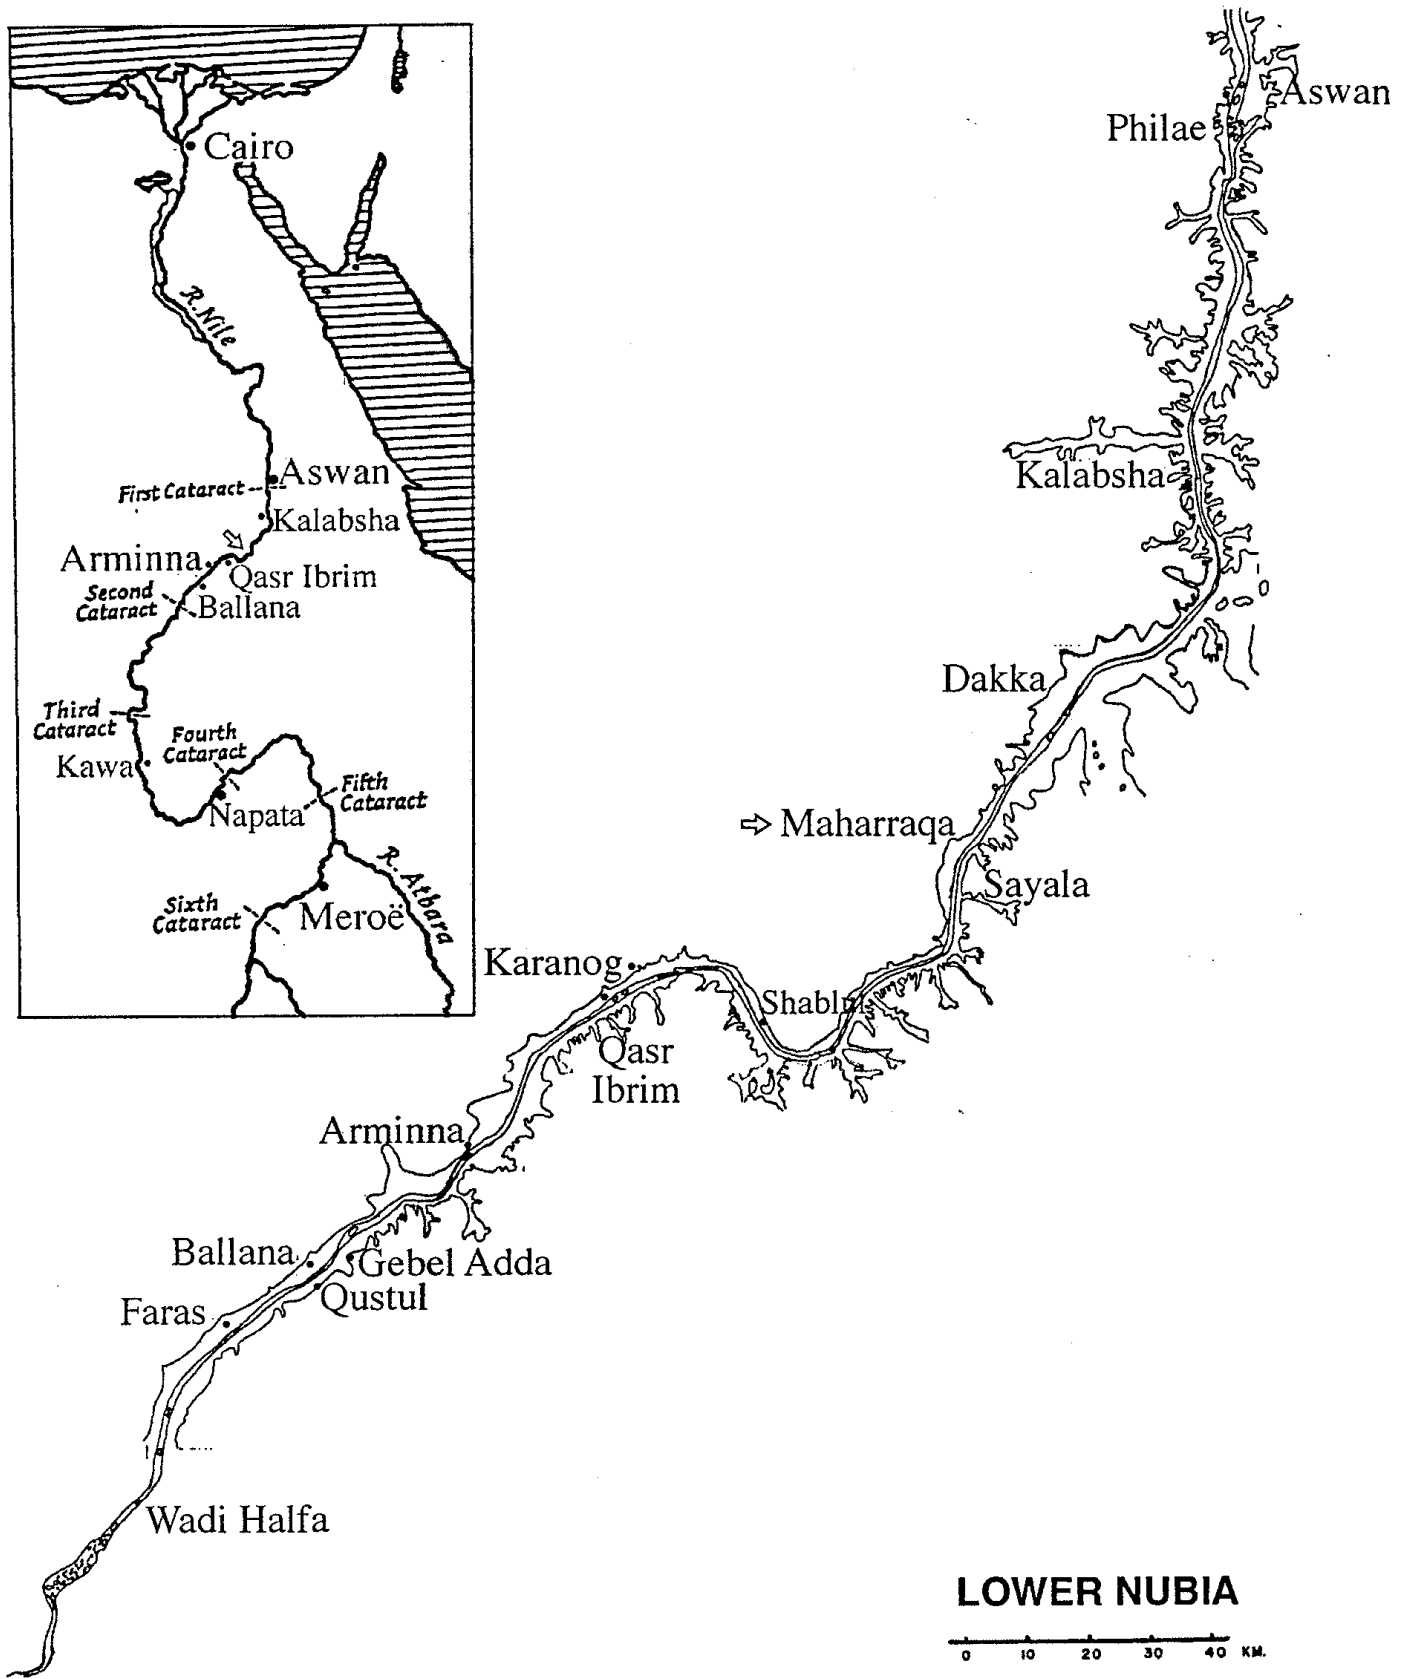 Cairo
R. Nile
Aswan
First Cataract
Kalabsha
Arminna
Qasr Ibrim
Second
Cataract
Ballana
Third
Cataract
Fourth
Cataract
Kawa
Napata
Fifth
Cataract
R. Atbara
Sixth
Cataract
Meroë
Aswan
Philae
Kalabsha
Dakka
Maharraqa
Sayala
Karanog
Shablul
Qasr
Ibrim
Arminna
Ballana
Gebel Adda
Qustul
Faras
Wadi Halfa
LOWER NUBIA
0 10 20 30 40 KM.